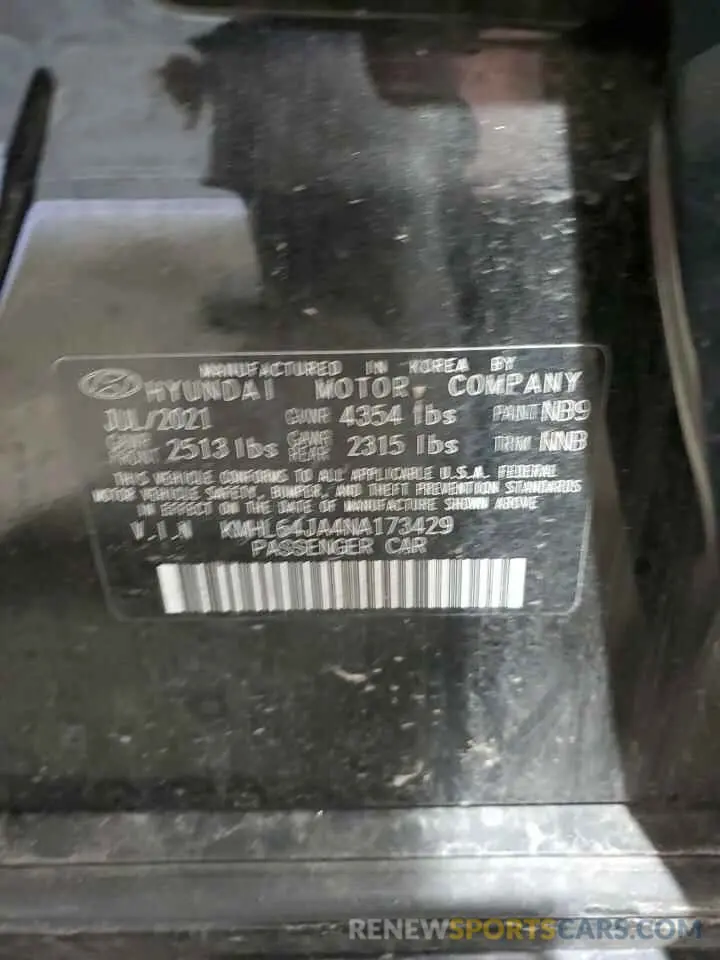 MANUFACTURED IN KOREA BY
HYUNDAI MOTOR COMPANY
JUL/2021 GVWR 4354 lbs PAINT NB9
GAWR FRONT 2513 lbs GAWR REAR 2315 lbs TRIM NNB
THIS VEHICLE CONFORMS TO ALL APPLICABLE U.S.A. FEDERAL
MOTOR VEHICLE SAFETY, BUMPER, AND THEFT PREVENTION STANDARDS
IN EFFECT ON THE DATE OF MANUFACTURE SHOWN ABOVE
V.I.N KMHL64JA4NA173429
PASSENGER CAR
RENEWSPORTSCARS.COM